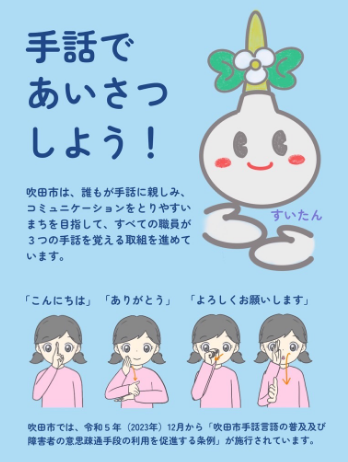 手話で
あいさつ
しよう！
吹田市は、誰もが手話に親しみ、
コミュニケーションをとりやすい
まちを目指して、すべての職員が
３つの手話を覚える取組を進めて
います。
すいたん
「こんにちは」「ありがとう」「よろしくお願いします」
吹田市では、令和５年（2023年）12月から「吹田市手話言語の普及及び
障害者の意思疎通手段の利用を促進する条例」が施行されています。